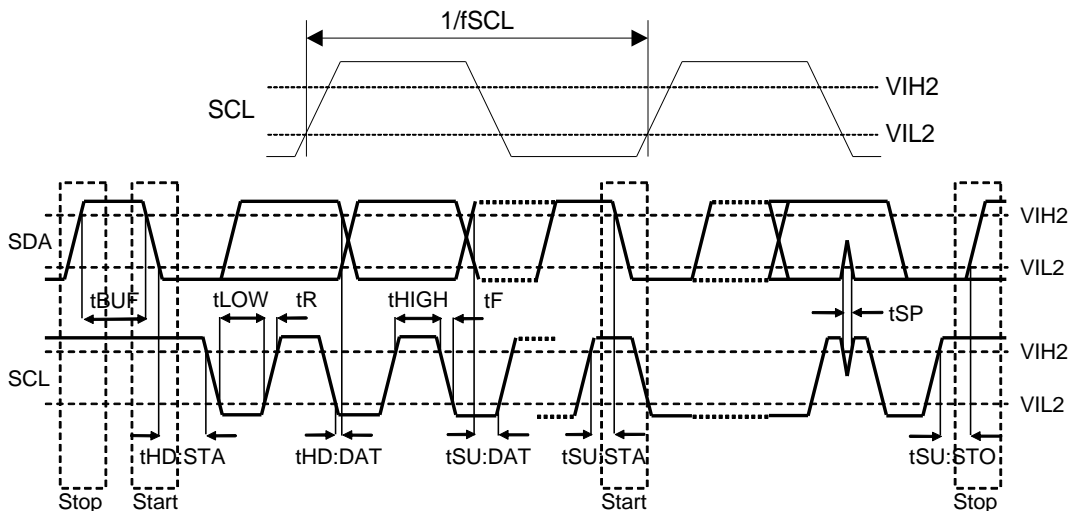 1/fSCL
SCL
VIH2
VIL2
SDA
VIH2
VIL2
tBUF
tLOW
tR
tHIGH
tF
tSP
SCL
VIH2
VIL2
tHD:STA
tHD:DAT
tSU:DAT
tSU:STA
tSU:STO
Stop
Start
Start
Stop